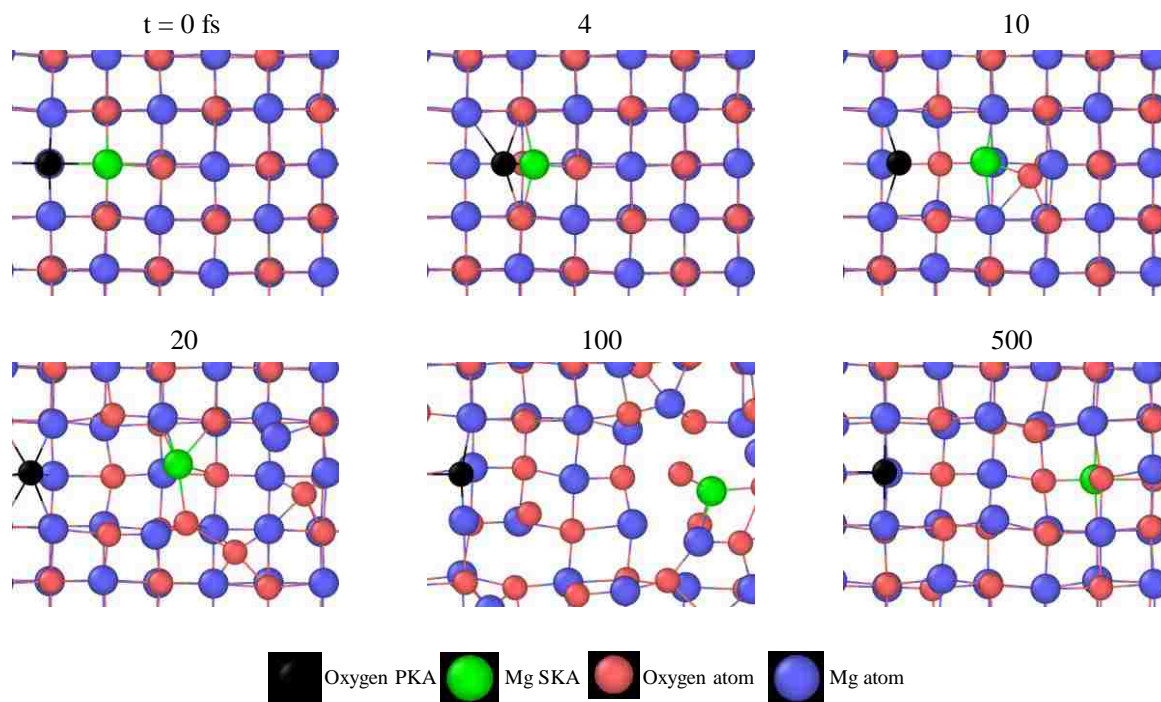 t = 0 fs
4
10
20
100
500
Oxygen PKA
Mg SKA
Oxygen atom
Mg atom